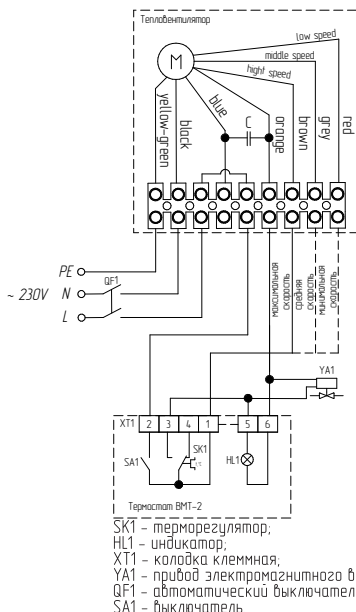 Тепловентилятор
low speed
middle speed
hight speed
M
yellow-green
black
blue
C
orange
brown
grey
red
PE
~ 230V
N
QF1
L
максимальная
скорость
средняя
скорость
минимальная
скорость
YA1
XT1
2
3
4
1
5
6
SA1
SK1
t°C
HL1
Термостат ВМТ-2
SK1 - терморегулятор;
HL1 - индикатор;
XT1 - колодка клеммная;
YA1 - привод электромагнитного в
QF1 - автоматический выключател
SA1 - выключатель